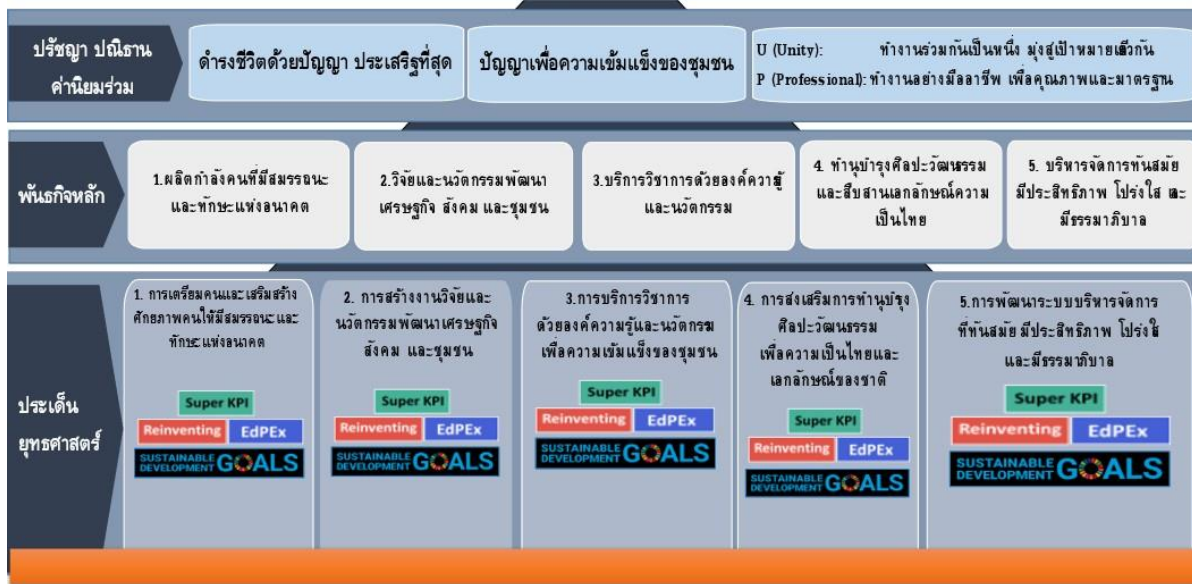 ปรัชญา ปณิธาน
ค่านิยมร่วม
ดำรงชีวิตด้วยปัญญา ประเสริฐที่สุด
ปัญญาเพื่อความเข้มแข็งของชุมชน
U (Unity): ทำงานร่วมกันเป็นหนึ่ง มุ่งสู่เป้าหมายเดียวกัน
P (Professional): ทำงานอย่างมืออาชีพ เพื่อคุณภาพและมาตรฐาน
พันธกิจหลัก
1.ผลิตกำลังคนที่มีสมรรถนะ
และทักษะแห่งอนาคต
2.วิจัยและนวัตกรรมพัฒนา
เศรษฐกิจ สังคม และชุมชน
3.บริการวิชาการด้วยองค์ความรู้
และนวัตกรรม
4. ทำนุบำรุงศิลปะวัฒนธรรม
และสืบสานเอกลักษณ์ความ
เป็นไทย
5. บริหารจัดการทันสมัย
มีประสิทธิภาพ โปร่งใส และ
มีธรรมาภิบาล
ประเด็น
ยุทธศาสตร์
1. การเตรียมคนและเสริมสร้าง
ศักยภาพคนให้มีสมรรถนะและ
ทักษะแห่งอนาคต
Super KPI
Reinventing EdPEx
SUSTAINABLE
DEVELOPMENT GOALS
2. การสร้างงานวิจัยและ
นวัตกรรมพัฒนาเศรษฐกิจ
สังคม และชุมชน
Super KPI
Reinventing EdPEx
SUSTAINABLE
DEVELOPMENT GOALS
3.การบริการวิชาการ
ด้วยองค์ความรู้และนวัตกรรม
เพื่อความเข้มแข็งของชุมชน
Super KPI
Reinventing EdPEx
SUSTAINABLE
DEVELOPMENT GOALS
4. การส่งเสริมการทำนุบำรุง
ศิลปะวัฒนธรรม
เพื่อความเป็นไทยและ
เอกลักษณ์ของชาติ
Super KPI
Reinventing EdPEx
SUSTAINABLE
DEVELOPMENT GOALS
5.การพัฒนาระบบบริหารจัดการ
ที่ทันสมัย มีประสิทธิภาพ โปร่งใส
และมีธรรมาภิบาล
Super KPI
Reinventing EdPEx
SUSTAINABLE
DEVELOPMENT GOALS